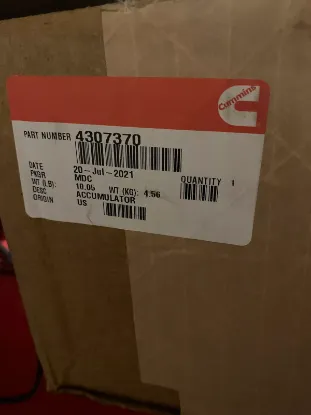 Cummins
PART NUMBER 4307370
DATE 20-Jul-2021
PKGR MDC QUANTITY 1
WT (LB): 10.05 WT (KG): 4.56
DESC ACCUMULATOR
ORIGIN US